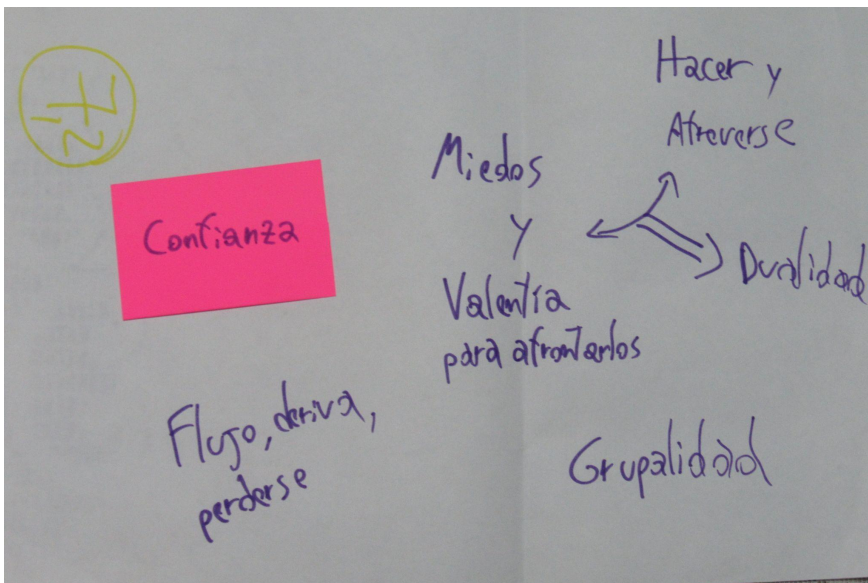 Confianza
Miedos
y
Valentía
para afrontarlos
Hacer y
Atreverse
Dualidad
Flujo, deriva,
perderse
Grupalidad